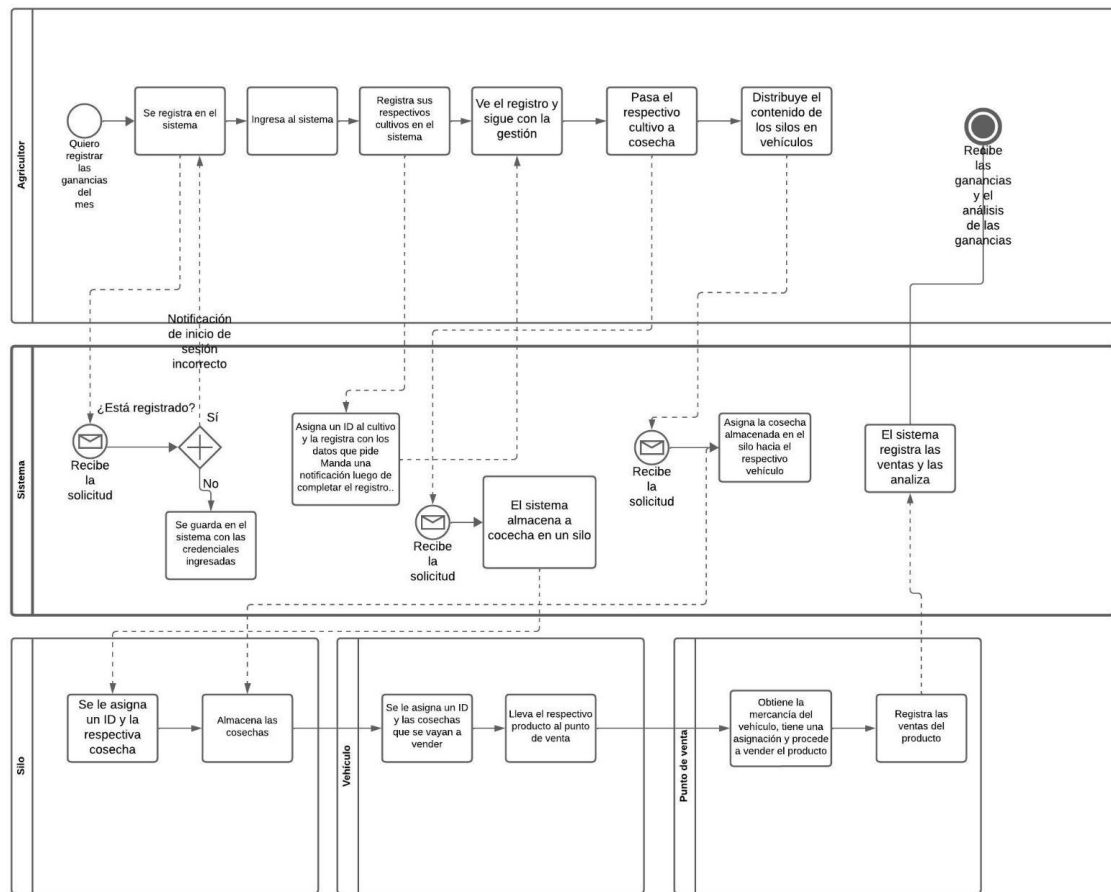 Agricultor
Quiero
registrar
las
ganancias
del
mes
Se registra en el
sistema
Ingresa al sistema
Registra sus
respectivos
cultivos en el
sistema
Ve el registro y
sigue con la
gestión
Pasa el
respectivo
cultivo a
cosecha
Distribuye el
contenido de
los silos en
vehículos
Recibe
las
ganancias
y el
análisis
de las
ganancias
Notificación
de inicio de
sesión
incorrecto
Sistema
¿Está registrado?
Sí
No
Recibe
la
solicitud
Se guarda en el
sistema con las
credenciales
ingresadas
Asigna un ID al cultivo
y la registra con los
datos que pide
Manda una
notificación luego de
completar el registro..
Recibe
la
solicitud
El sistema
almacena a
cocecha en un silo
Recibe
la
solicitud
Asigna la cosecha
almacenada en el
silo hacia el
respectivo
vehículo
El sistema
registra las
ventas y las
analiza
Silo
Se le asigna
un ID y la
respectiva
cosecha
Almacena las
cosechas
Vehículo
Se le asigna un ID
y las cosechas
que se vayan a
vender
Lleva el respectivo
producto al punto
de venta
Punto de venta
Obtiene la
mercancía del
vehículo, tiene una
asignación y procede
a vender el producto
Registra las
ventas del
producto